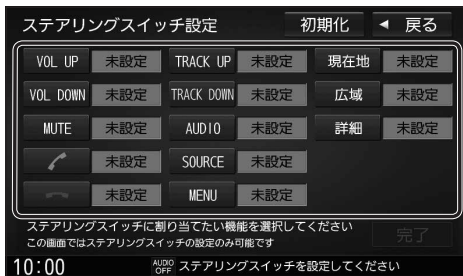 ステアリングスイッチ設定 初期化 ◀ 戻る
VOL UP 未設定 TRACK UP 未設定 現在地 未設定
VOL DOWN 未設定 TRACK DOWN 未設定 広域 未設定
MUTE 未設定 AUDIO 未設定 詳細 未設定
未設定 SOURCE 未設定
未設定 MENU 未設定
ステアリングスイッチに割り当てたい機能を選択してください
この画面ではステアリングスイッチの設定のみ可能です 完了
10:00 AUDIO OFF ステアリングスイッチを設定してください